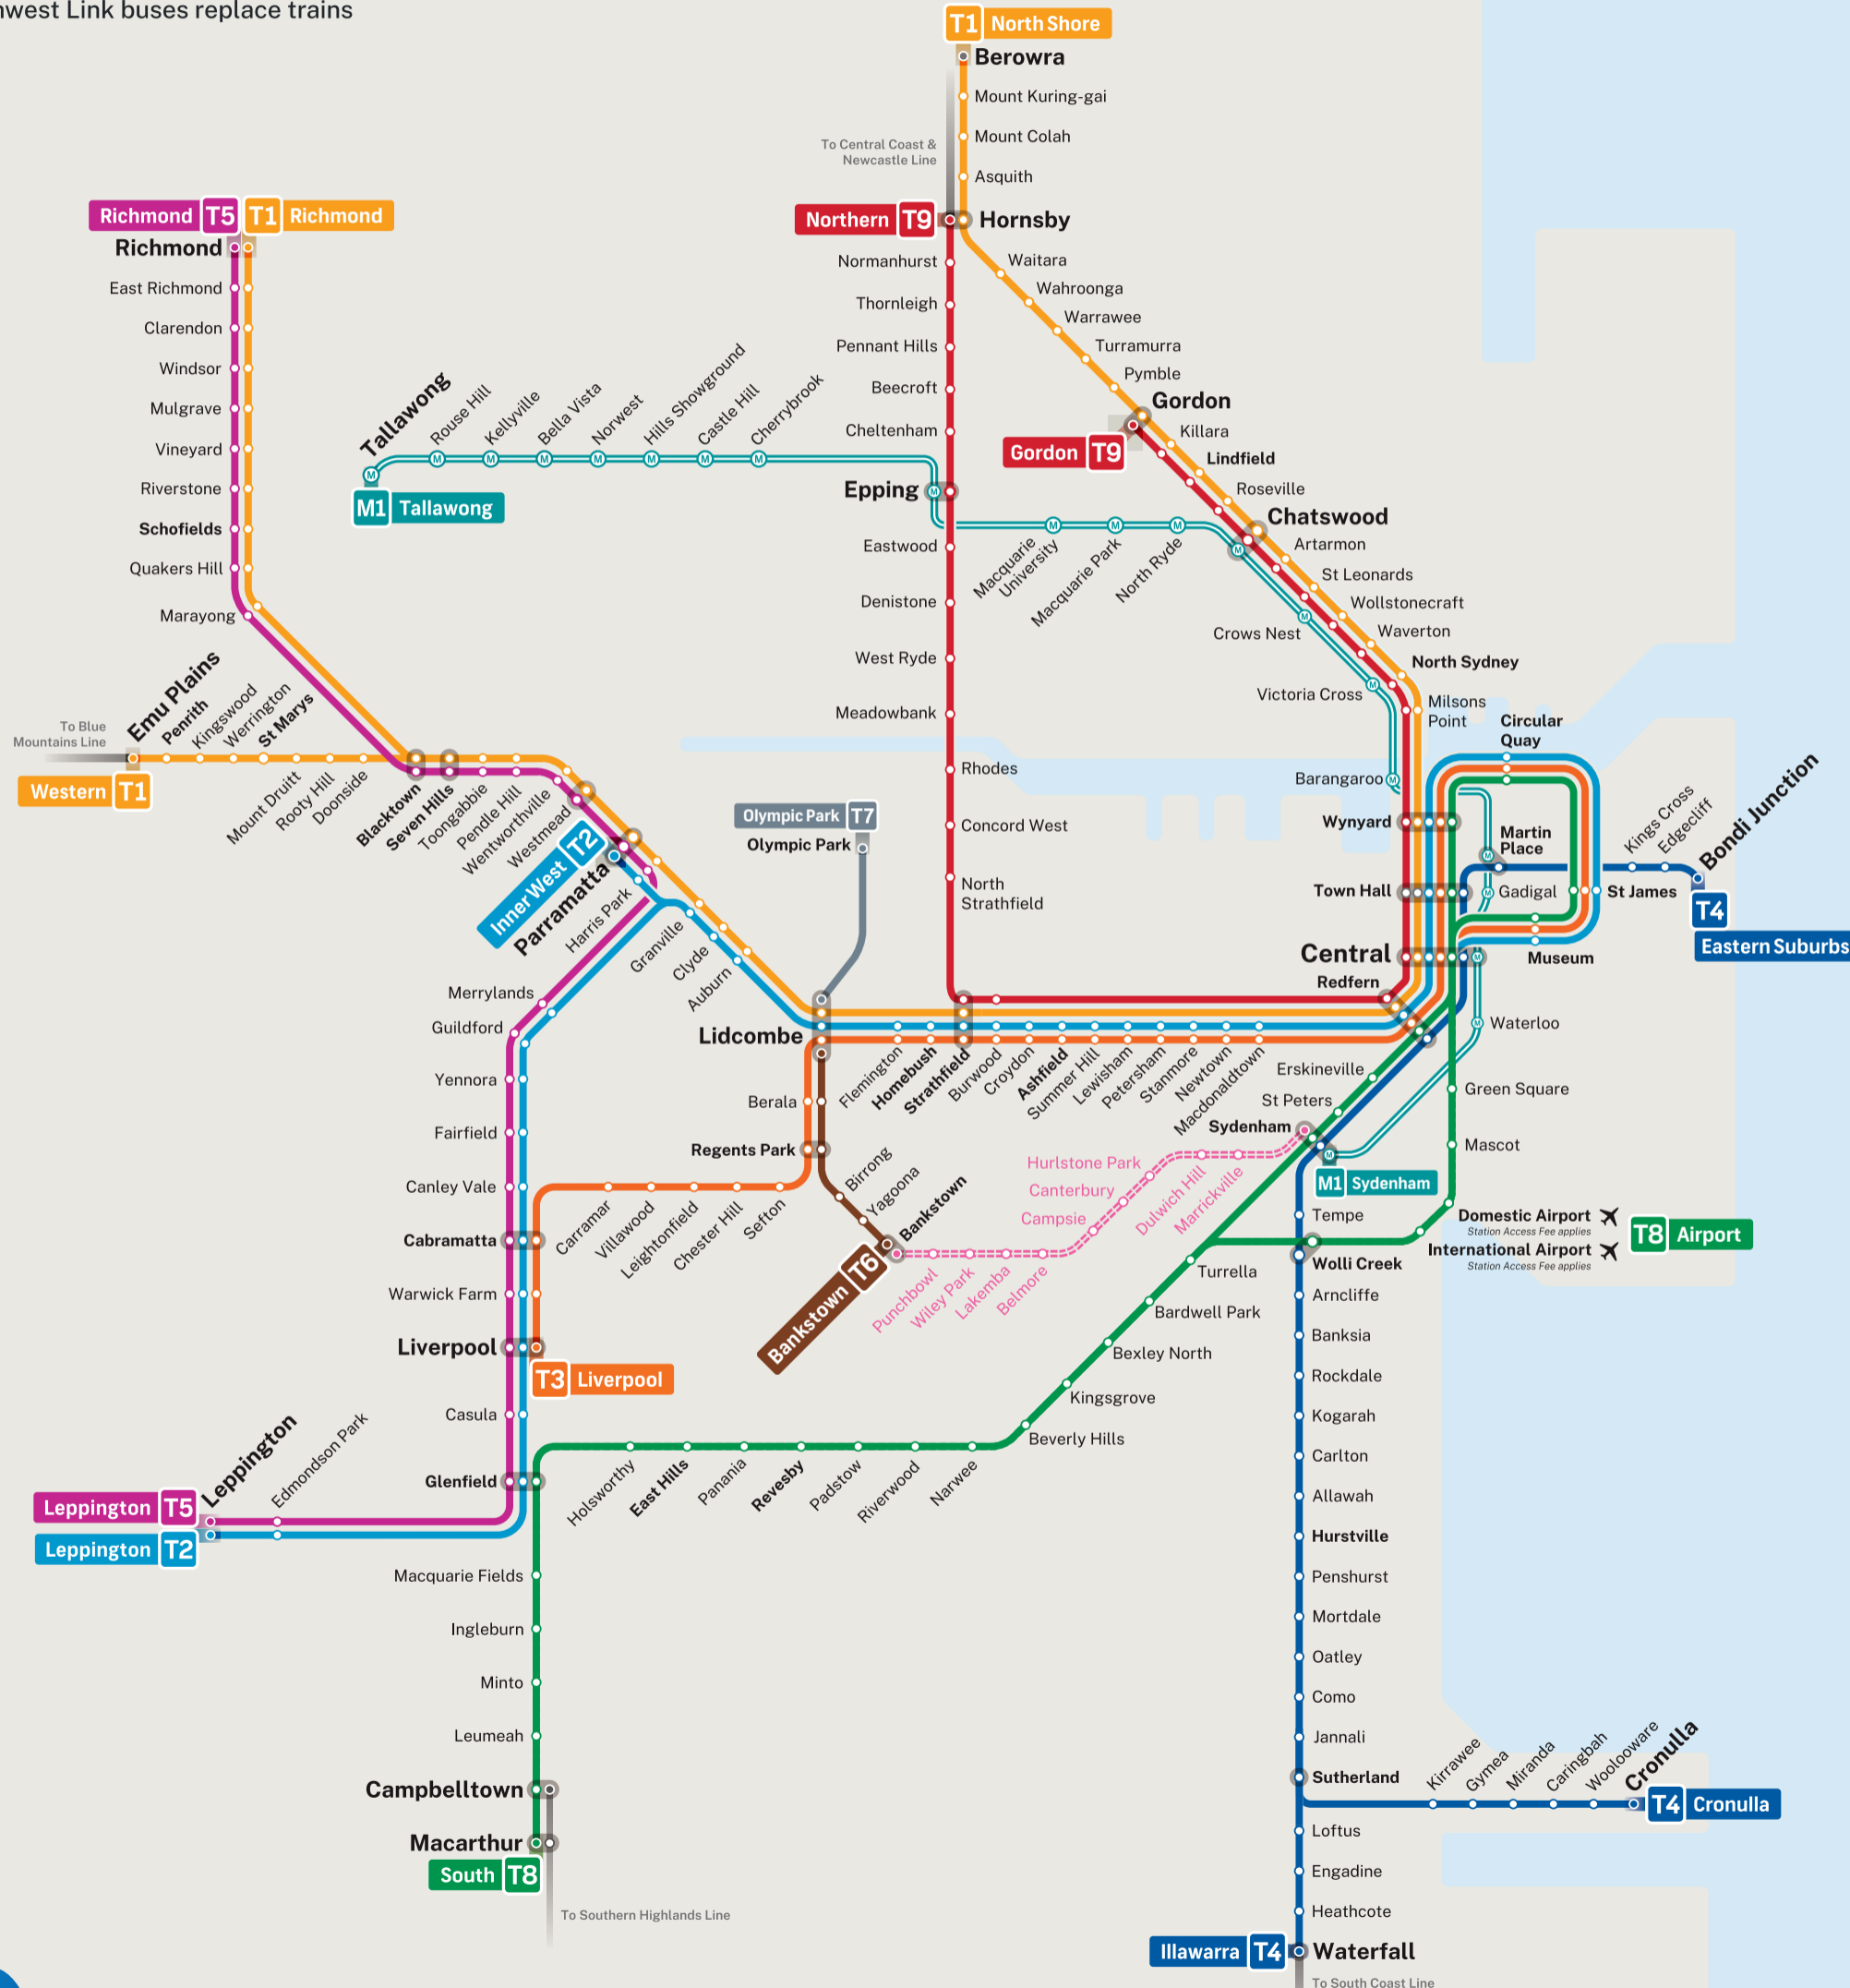 west Link buses replace trains
T1 North Shore
Berowra
Mount Kuring-gai
Mount Colah
Asquith
To Central Coast &
Newcastle Line
Northern T9
Hornsby
Richmond T5
T1 Richmond
Richmond
East Richmond
Clarendon
Windsor
Mulgrave
Vineyard
Riverstone
Schofields
Quakers Hill
Marayong
Normanhurst
Thornleigh
Pennant Hills
Beecroft
Cheltenham
Epping
Eastwood
Denistone
West Ryde
Meadowbank
Rhodes
Concord West
North
Strathfield
Waitara
Wahroonga
Warrawee
Turramurra
Pymble
Gordon
Gordon T9
Killara
Lindfield
Roseville
Chatswood
Artarmon
St Leonards
Wollstonecraft
Waverton
North Sydney
Milsons
Point
Tallawong
M1 Tallawong
Rouse Hill
Kellyville
Bella Vista
Norwest
Hills Showground
Castle Hill
Cherrybrook
Macquarie
University
Macquarie Park
North Ryde
Crows Nest
Victoria Cross
Barangaroo
To Blue
Mountains Line
Western T1
Emu Plains
Penrith
Kingswood
Werrington
St Marys
Mount Druitt
Rooty Hill
Doonside
Blacktown
Seven Hills
Toongabbie
Pendle Hill
Wentworthville
Westmead
Inner West T2
Parramatta
Harris Park
Granville
Clyde
Auburn
Olympic Park T7
Olympic Park
Lidcombe
Flemington
Homebush
Strathfield
Burwood
Croydon
Ashfield
Summer Hill
Lewisham
Petersham
Stanmore
Newtown
Macdonaldtown
Circular
Quay
Wynyard
Martin
Place
Town Hall
Gadigal
St James
Central
Museum
Redfern
Kings Cross
Edgecliff
Bondi Junction
T4
Eastern Suburbs
Waterloo
Erskineville
St Peters
Sydenham
M1 Sydenham
Green Square
Mascot
Domestic Airport
Station Access Fee applies
International Airport
Station Access Fee applies
T8 Airport
Merrylands
Guildford
Yennora
Fairfield
Canley Vale
Cabramatta
Warwick Farm
Liverpool
T3 Liverpool
Casula
Glenfield
Berala
Regents Park
Carramar
Villawood
Leightonfield
Chester Hill
Sefton
Birrong
Yagoona
Bankstown
Bankstown T6
Punchbowl
Wiley Park
Lakemba
Belmore
Campsie
Canterbury
Hurlstone Park
Dulwich Hill
Marrickville
Tempe
Wolli Creek
Turrella
Bardwell Park
Bexley North
Kingsgrove
Beverly Hills
Narwee
Riverwood
Padstow
Revesby
Panania
East Hills
Holsworthy
Leppington
Edmondson Park
Leppington T5
Leppington T2
Macquarie Fields
Ingleburn
Minto
Leumeah
Campbelltown
Macarthur
South T8
To Southern Highlands Line
Arncliffe
Banksia
Rockdale
Kogarah
Carlton
Allawah
Hurstville
Penshurst
Mortdale
Oatley
Como
Jannali
Sutherland
Kirrawee
Gymea
Miranda
Caringbah
Woolooware
Cronulla
T4 Cronulla
Loftus
Engadine
Heathcote
Illawarra T4
Waterfall
To South Coast Line